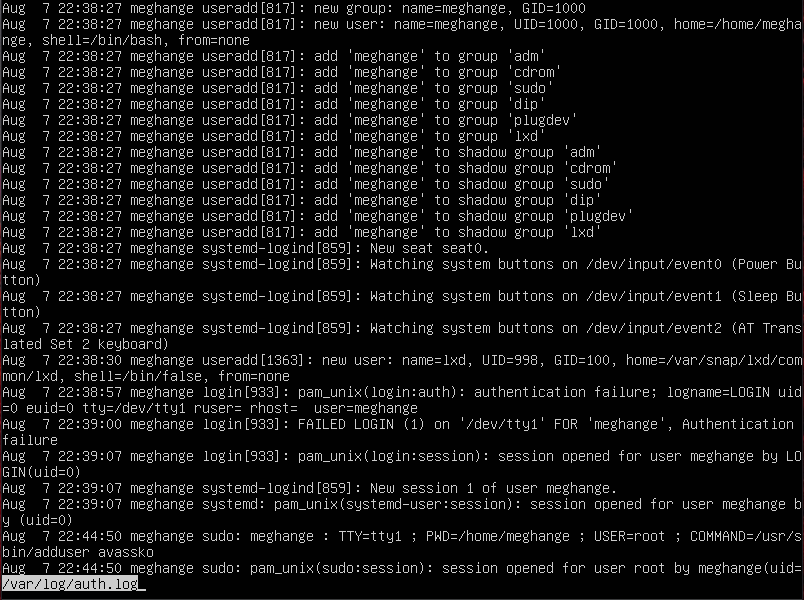 Aug  7 22:38:27 meghange useradd[817]: new group: name=meghange, GID=1000
Aug  7 22:38:27 meghange useradd[817]: new user: name=meghange, UID=1000, GID=1000, home=/home/megha
nge, shell=/bin/bash, from=none
Aug  7 22:38:27 meghange useradd[817]: add 'meghange' to group 'adm'
Aug  7 22:38:27 meghange useradd[817]: add 'meghange' to group 'cdrom'
Aug  7 22:38:27 meghange useradd[817]: add 'meghange' to group 'sudo'
Aug  7 22:38:27 meghange useradd[817]: add 'meghange' to group 'dip'
Aug  7 22:38:27 meghange useradd[817]: add 'meghange' to group 'plugdev'
Aug  7 22:38:27 meghange useradd[817]: add 'meghange' to group 'lxd'
Aug  7 22:38:27 meghange useradd[817]: add 'meghange' to shadow group 'adm'
Aug  7 22:38:27 meghange useradd[817]: add 'meghange' to shadow group 'cdrom'
Aug  7 22:38:27 meghange useradd[817]: add 'meghange' to shadow group 'sudo'
Aug  7 22:38:27 meghange useradd[817]: add 'meghange' to shadow group 'dip'
Aug  7 22:38:27 meghange useradd[817]: add 'meghange' to shadow group 'plugdev'
Aug  7 22:38:27 meghange useradd[817]: add 'meghange' to shadow group 'lxd'
Aug  7 22:38:27 meghange systemd-logind[859]: New seat seat0.
Aug  7 22:38:27 meghange systemd-logind[859]: Watching system buttons on /dev/input/event0 (Power Bu
tton)
Aug  7 22:38:27 meghange systemd-logind[859]: Watching system buttons on /dev/input/event1 (Sleep Bu
tton)
Aug  7 22:38:27 meghange systemd-logind[859]: Watching system buttons on /dev/input/event2 (AT Trans
lated Set 2 keyboard)
Aug  7 22:38:30 meghange useradd[1363]: new user: name=lxd, UID=998, GID=100, home=/var/snap/lxd/com
mon/lxd, shell=/bin/false, from=none
Aug  7 22:38:57 meghange login[933]: pam_unix(login:auth): authentication failure; logname=LOGIN uid
=0 euid=0 tty=/dev/tty1 ruser= rhost=  user=meghange
Aug  7 22:39:00 meghange login[933]: FAILED LOGIN (1) on '/dev/tty1' FOR 'meghange', Authentication
failure
Aug  7 22:39:07 meghange login[933]: pam_unix(login:session): session opened for user meghange by LO
GIN(uid=0)
Aug  7 22:39:07 meghange systemd-logind[859]: New session 1 of user meghange.
Aug  7 22:39:07 meghange systemd: pam_unix(systemd-user:session): session opened for user meghange b
y (uid=0)
Aug  7 22:44:50 meghange sudo: meghange : TTY=tty1 ; PWD=/home/meghange ; USER=root ; COMMAND=/usr/s
bin/adduser avassko
Aug  7 22:44:50 meghange sudo: pam_unix(sudo:session): session opened for user root by meghange(uid=
/var/log/auth.log